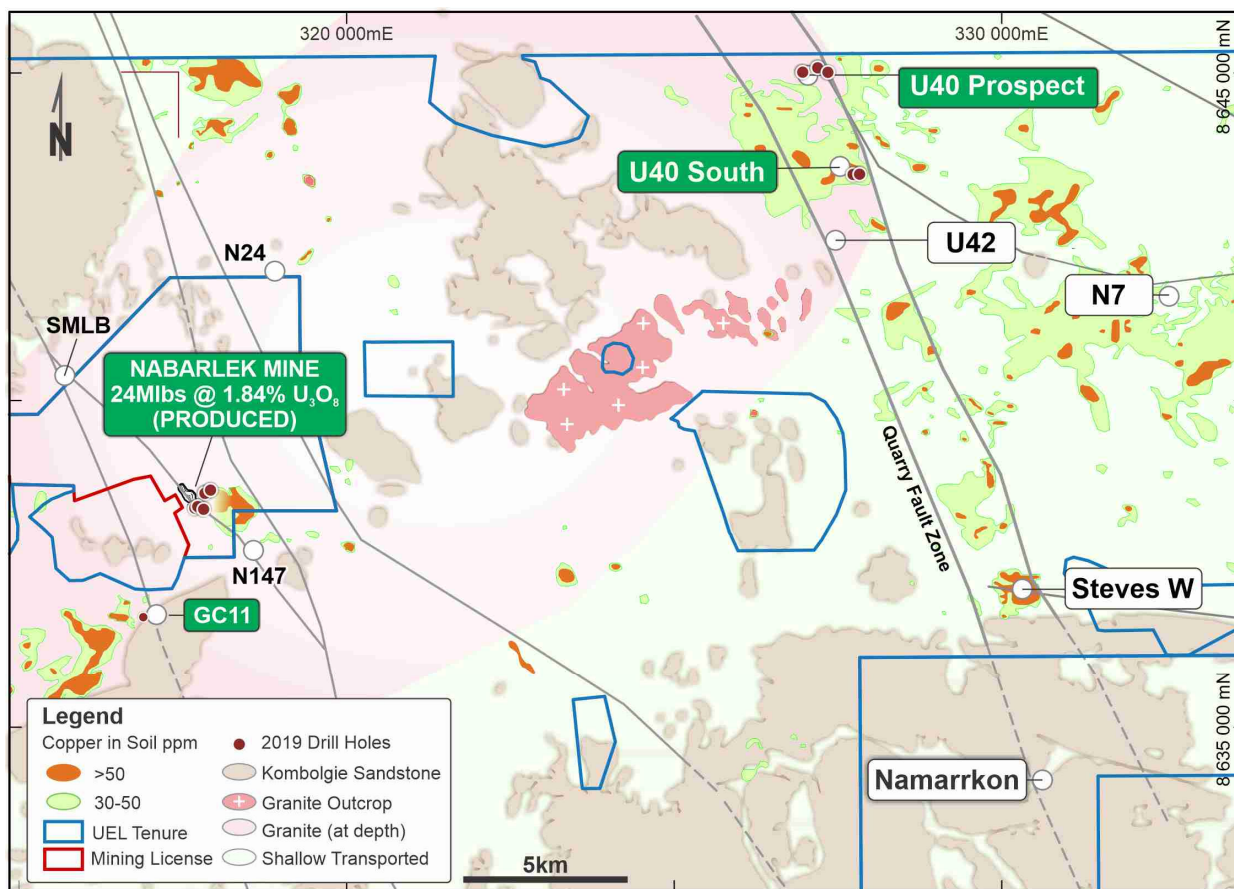 320 000mE
330 000mE
8 645 000 mN
N
U40 Prospect
U40 South
U42
N24
N7
SMLB
NABARLEK MINE
24Mlbs @ 1.84% U₃O₈
(PRODUCED)
Quarry Fault Zone
N147
Steves W
GC11
Namarrkon
8 635 000 mN
Legend
Copper in Soil ppm
>50
30-50
UEL Tenure
Mining License
2019 Drill Holes
Kombolgie Sandstone
Granite Outcrop
Granite (at depth)
Shallow Transported
5km